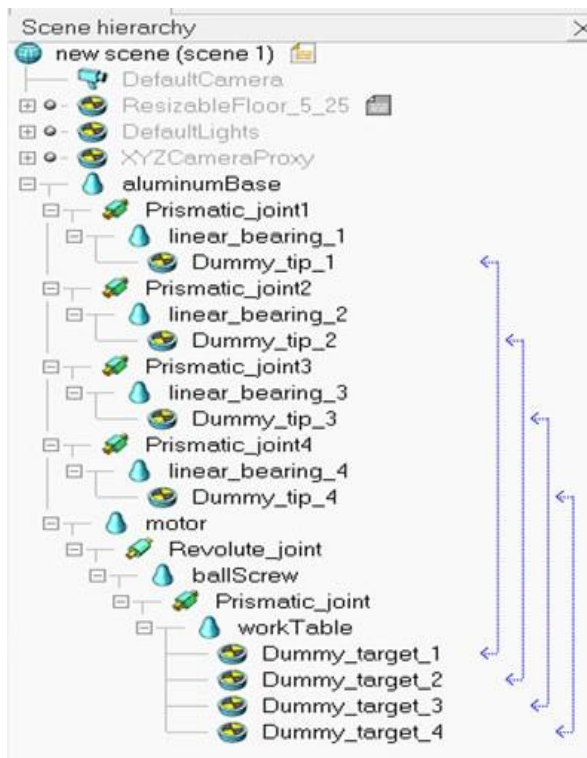 Scene hierarchy
new scene (scene 1)
DefaultCamera
ResizableFloor_5_25
DefaultLights
XYZCameraProxy
aluminumBase
Prismatic_joint1
linear_bearing_1
Dummy_tip_1
Prismatic_joint2
linear_bearing_2
Dummy_tip_2
Prismatic_joint3
linear_bearing_3
Dummy_tip_3
Prismatic_joint4
linear_bearing_4
Dummy_tip_4
motor
Revolute_joint
ballScrew
Prismatic_joint
workTable
Dummy_target_1
Dummy_target_2
Dummy_target_3
Dummy_target_4